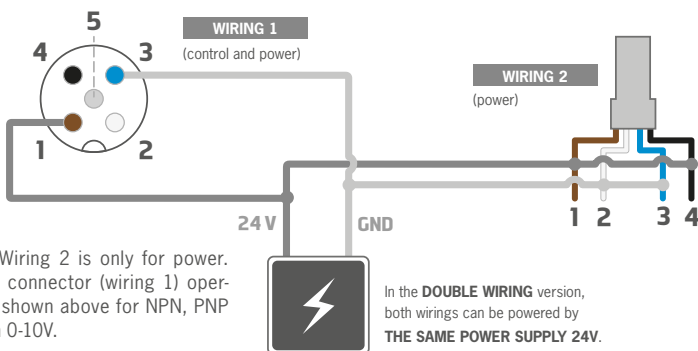 5
WIRING 1
(control and power)
4 3
1 2
WIRING 2
(power)
1 2 3 4
24 V GND
Wiring 2 is only for power.
connector (wiring 1) oper-
shown above for NPN, PNP
0-10V.
In the DOUBLE WIRING version,
both wirings can be powered by
THE SAME POWER SUPPLY 24V.